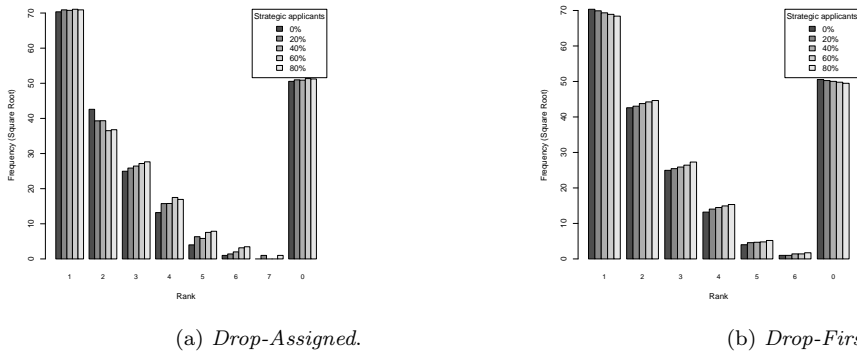 Strategic applicants
0%
20%
40%
60%
80%
Frequency (Square Root)
0 10 20 30 40 50 60 70
1 2 3 4 5 6 7 0
Rank
(a) Drop-Assigned.
Strategic applicants
0%
20%
40%
60%
80%
Frequency (Square Root)
0 10 20 30 40 50 60 70
1 2 3 4 5 6 0
Rank
(b) Drop-Firs